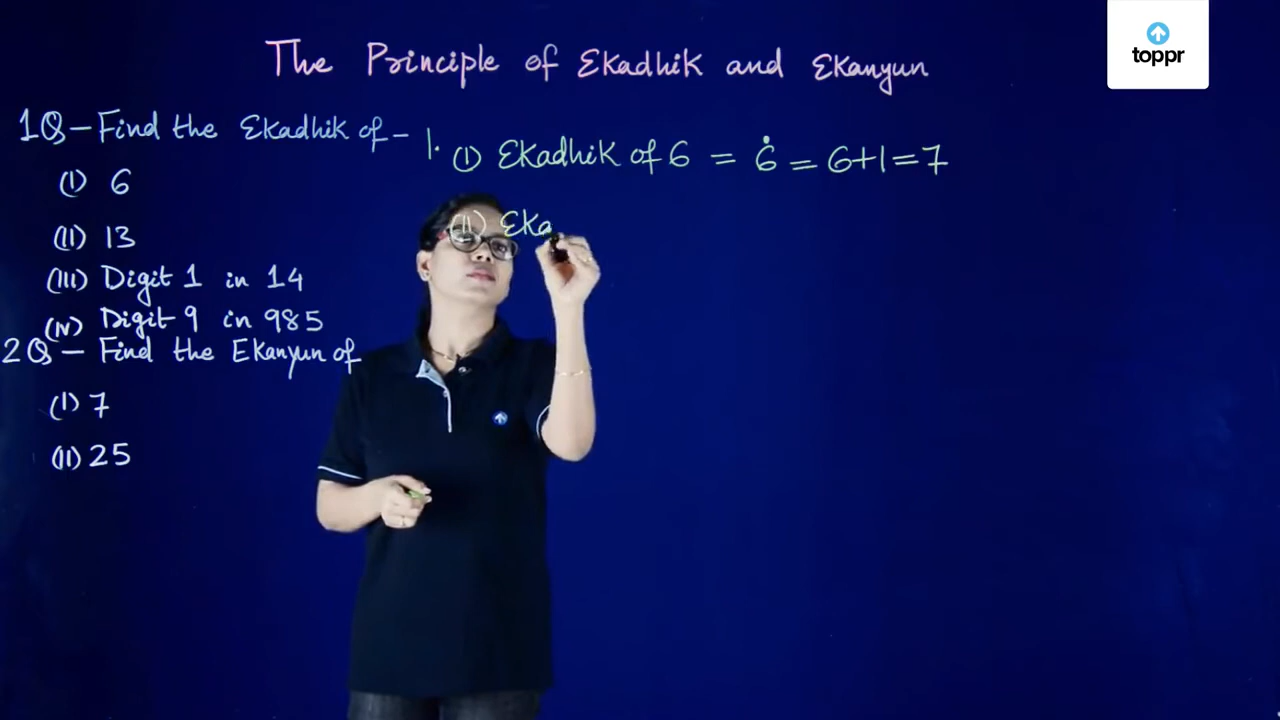 The Principle of Ekadhik and Ekanyun
toppr
1Q - Find the Ekadhik of -
(I) 6
(II) 13
(III) Digit 1 in 14
(IV) Digit 9 in 985
2Q - Find the Ekanyun of
(I) 7
(II) 25
1. (I) Ekadhik of 6 = 6̇ = 6+1=7
(II) Eka